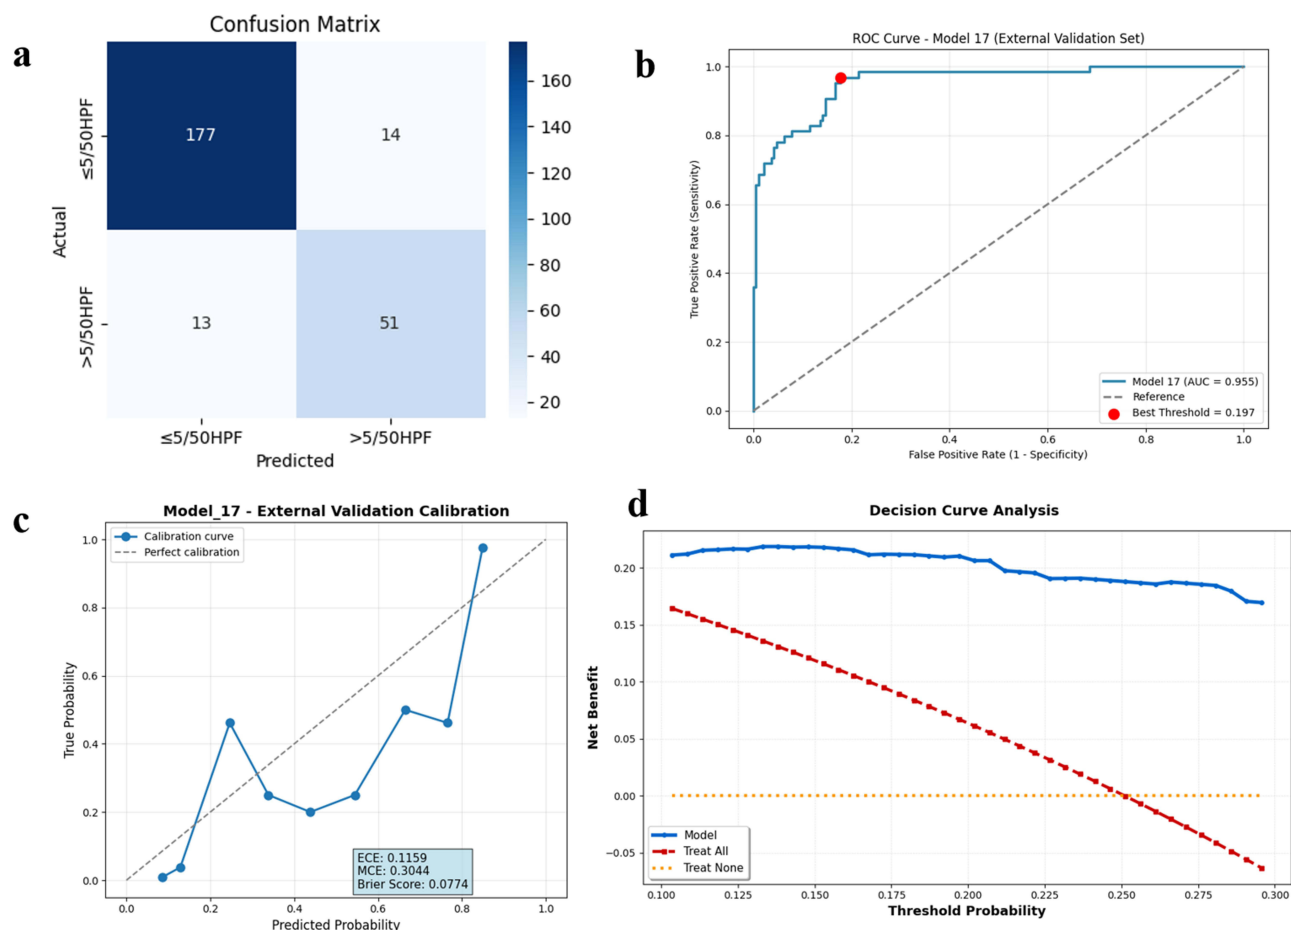 a
Confusion Matrix
≤5/50HPF
>5/50HPF
Actual
177
14
13
51
≤5/50HPF
>5/50HPF
Predicted
160
140
120
100
80
60
40
20
b
ROC Curve - Model 17 (External Validation Set)
True Positive Rate (Sensitivity)
1.0
0.8
0.6
0.4
0.2
0.0
0.0
0.2
0.4
0.6
0.8
1.0
False Positive Rate (1 - Specificity)
Model 17 (AUC = 0.955)
Reference
Best Threshold = 0.197
c
Model_17 - External Validation Calibration
Calibration curve
Perfect calibration
True Probability
1.0
0.8
0.6
0.4
0.2
0.0
ECE: 0.1159
MCE: 0.3044
Brier Score: 0.0774
0.0
0.2
0.4
0.6
0.8
1.0
Predicted Probability
d
Decision Curve Analysis
Net Benefit
0.20
0.15
0.10
0.05
0.00
−0.05
Model
Treat All
Treat None
0.100
0.125
0.150
0.175
0.200
0.225
0.250
0.275
0.300
Threshold Probability